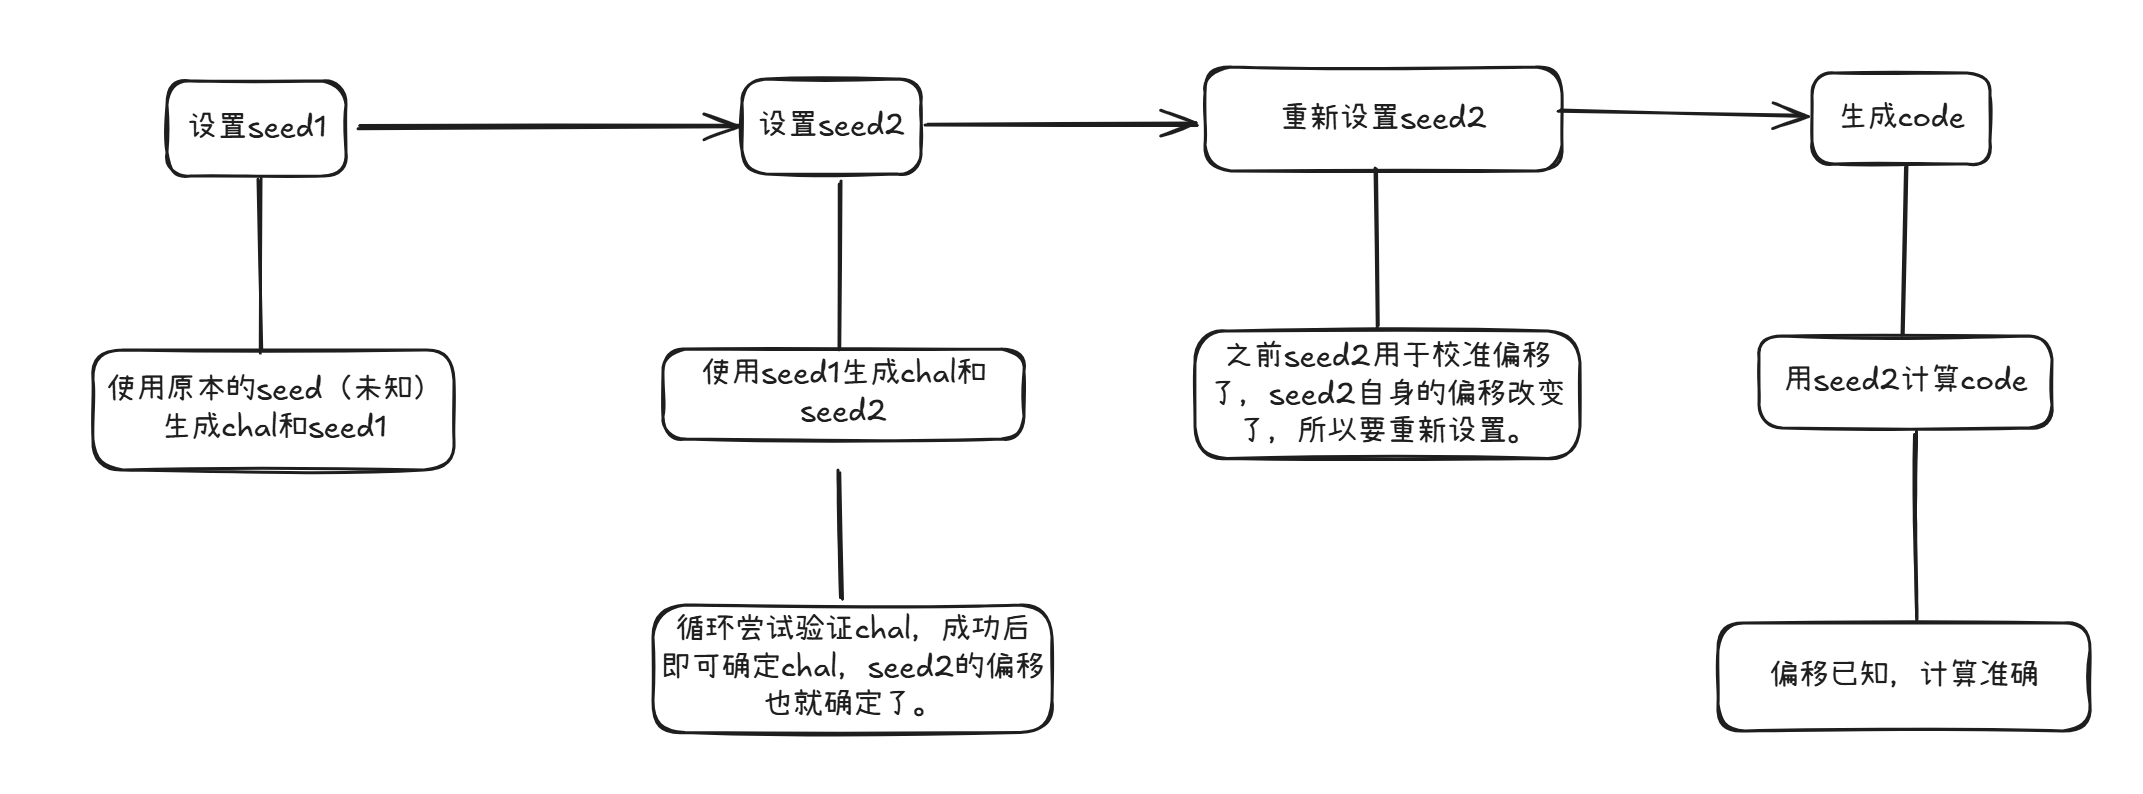 设置seed1
设置seed2
重新设置seed2
生成code
使用原本的seed（未知）
生成chal和seed1
使用seed1生成chal和
seed2
之前seed2用于校准偏移
了，seed2自身的偏移改变
了，所以要重新设置。
用seed2计算code
循环尝试验证chal，成功后
即可确定chal，seed2的偏移
也就确定了。
偏移已知，计算准确